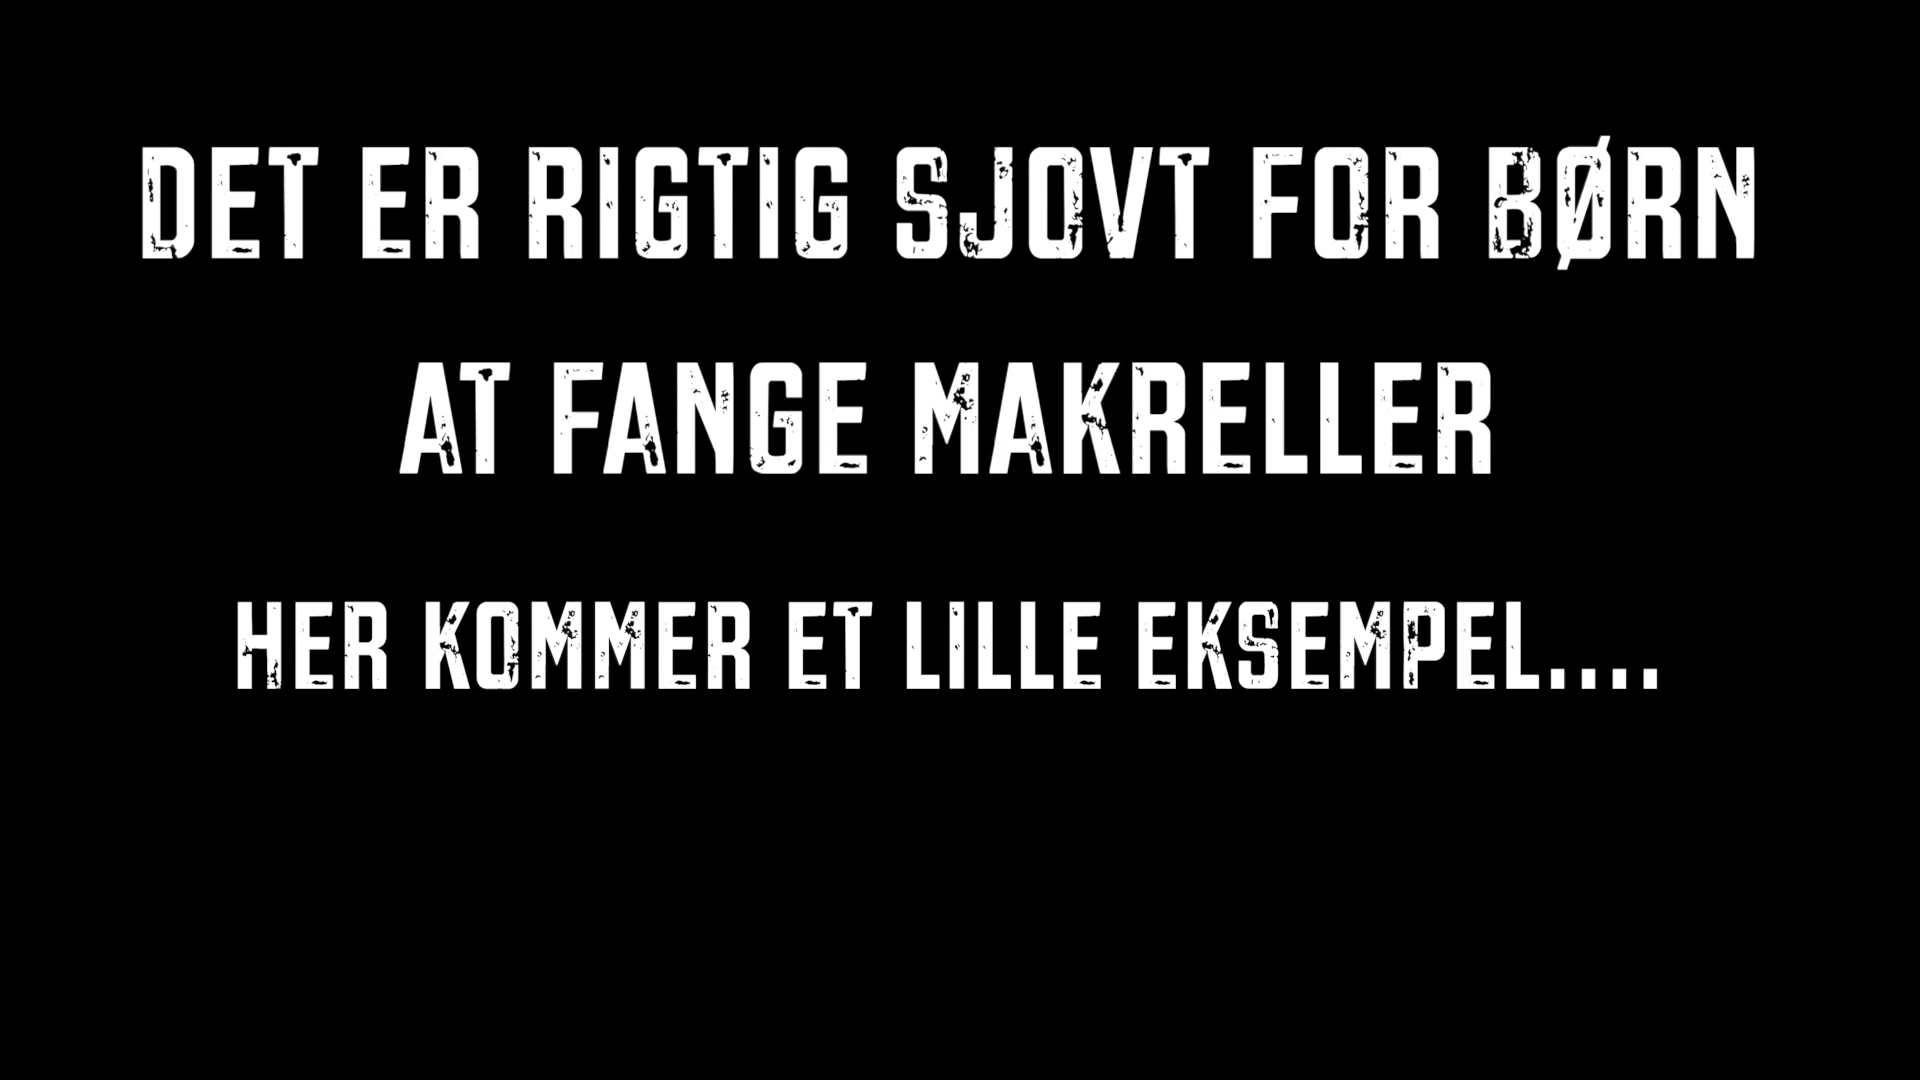 DET ER RIGTIG SJOVT FOR BØRN
AT FANGE MAKRELLER
HER KOMMER ET LILLE EKSEMPEL....